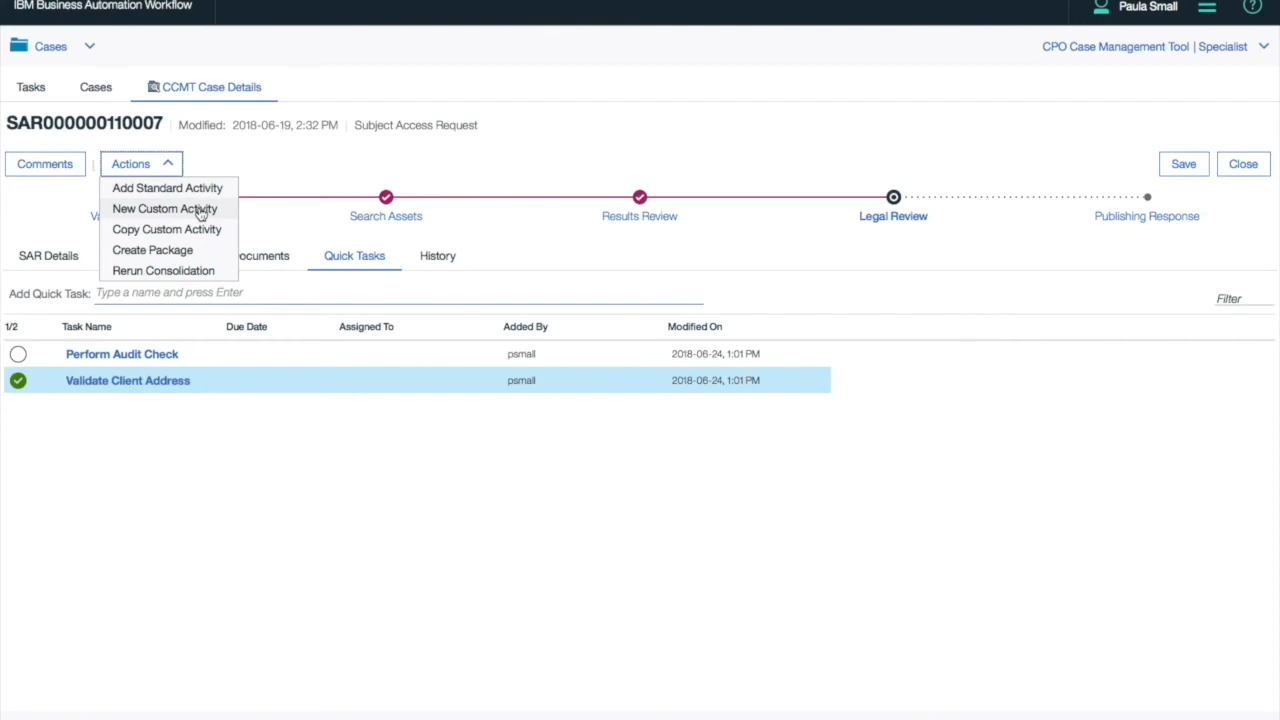 IBM Business Automation Workflow
Paula Small
Cases
CPO Case Management Tool | Specialist
Tasks
Cases
CCMT Case Details
SAR000000110007
Modified: 2018-06-19, 2:32 PM
Subject Access Request
Comments
Actions
Save
Close
Add Standard Activity
New Custom Activity
Copy Custom Activity
Create Package
Rerun Consolidation
Search Assets
Results Review
Legal Review
Publishing Response
SAR Details
Quick Tasks
History
Add Quick Task: Type a name and press Enter
Filter
1/2 Task Name Due Date Assigned To Added By Modified On
Perform Audit Check psmall 2018-06-24, 1:01 PM
Validate Client Address psmall 2018-06-24, 1:01 PM